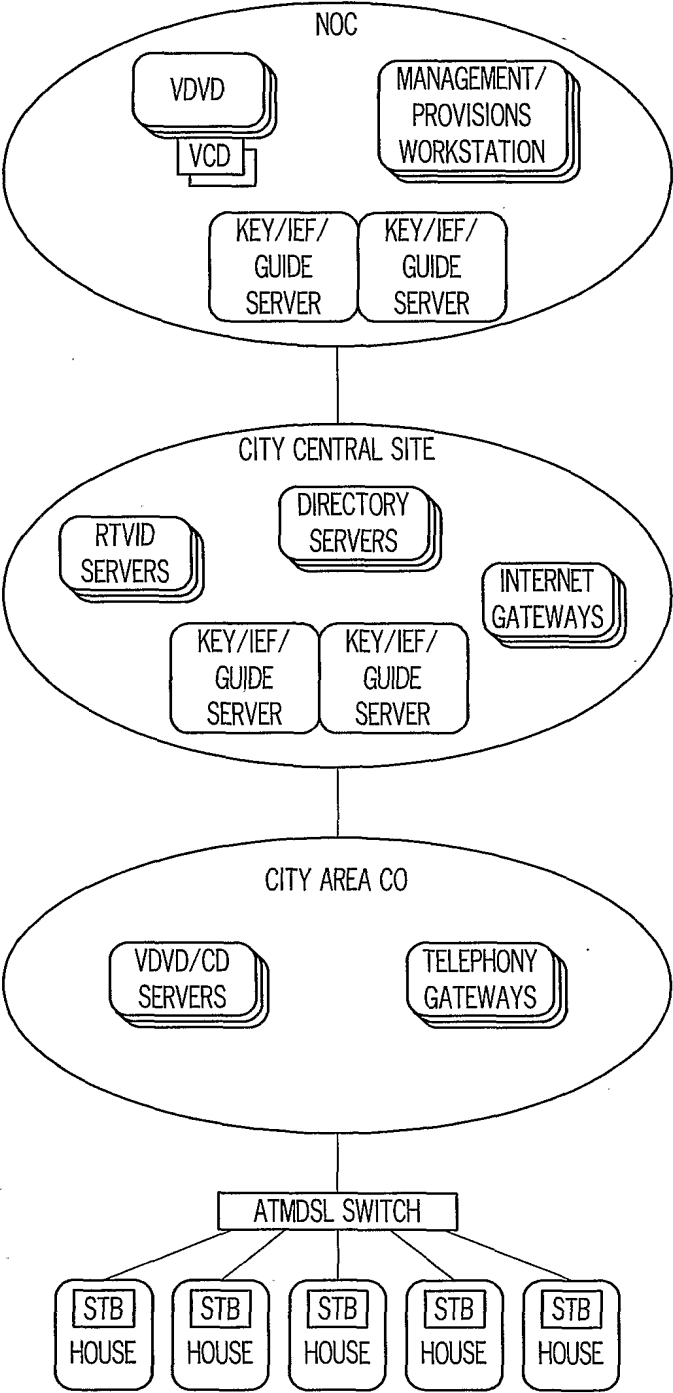 NOC
VDVD
VCD
MANAGEMENT/
PROVISIONS
WORKSTATION
KEY/IEF/
GUIDE
SERVER
KEY/IEF/
GUIDE
SERVER
CITY CENTRAL SITE
RTVID
SERVERS
DIRECTORY
SERVERS
INTERNET
GATEWAYS
KEY/IEF/
GUIDE
SERVER
KEY/IEF/
GUIDE
SERVER
CITY AREA CO
VDVD/CD
SERVERS
TELEPHONY
GATEWAYS
ATMDSL SWITCH
STB
HOUSE
STB
HOUSE
STB
HOUSE
STB
HOUSE
STB
HOUSE